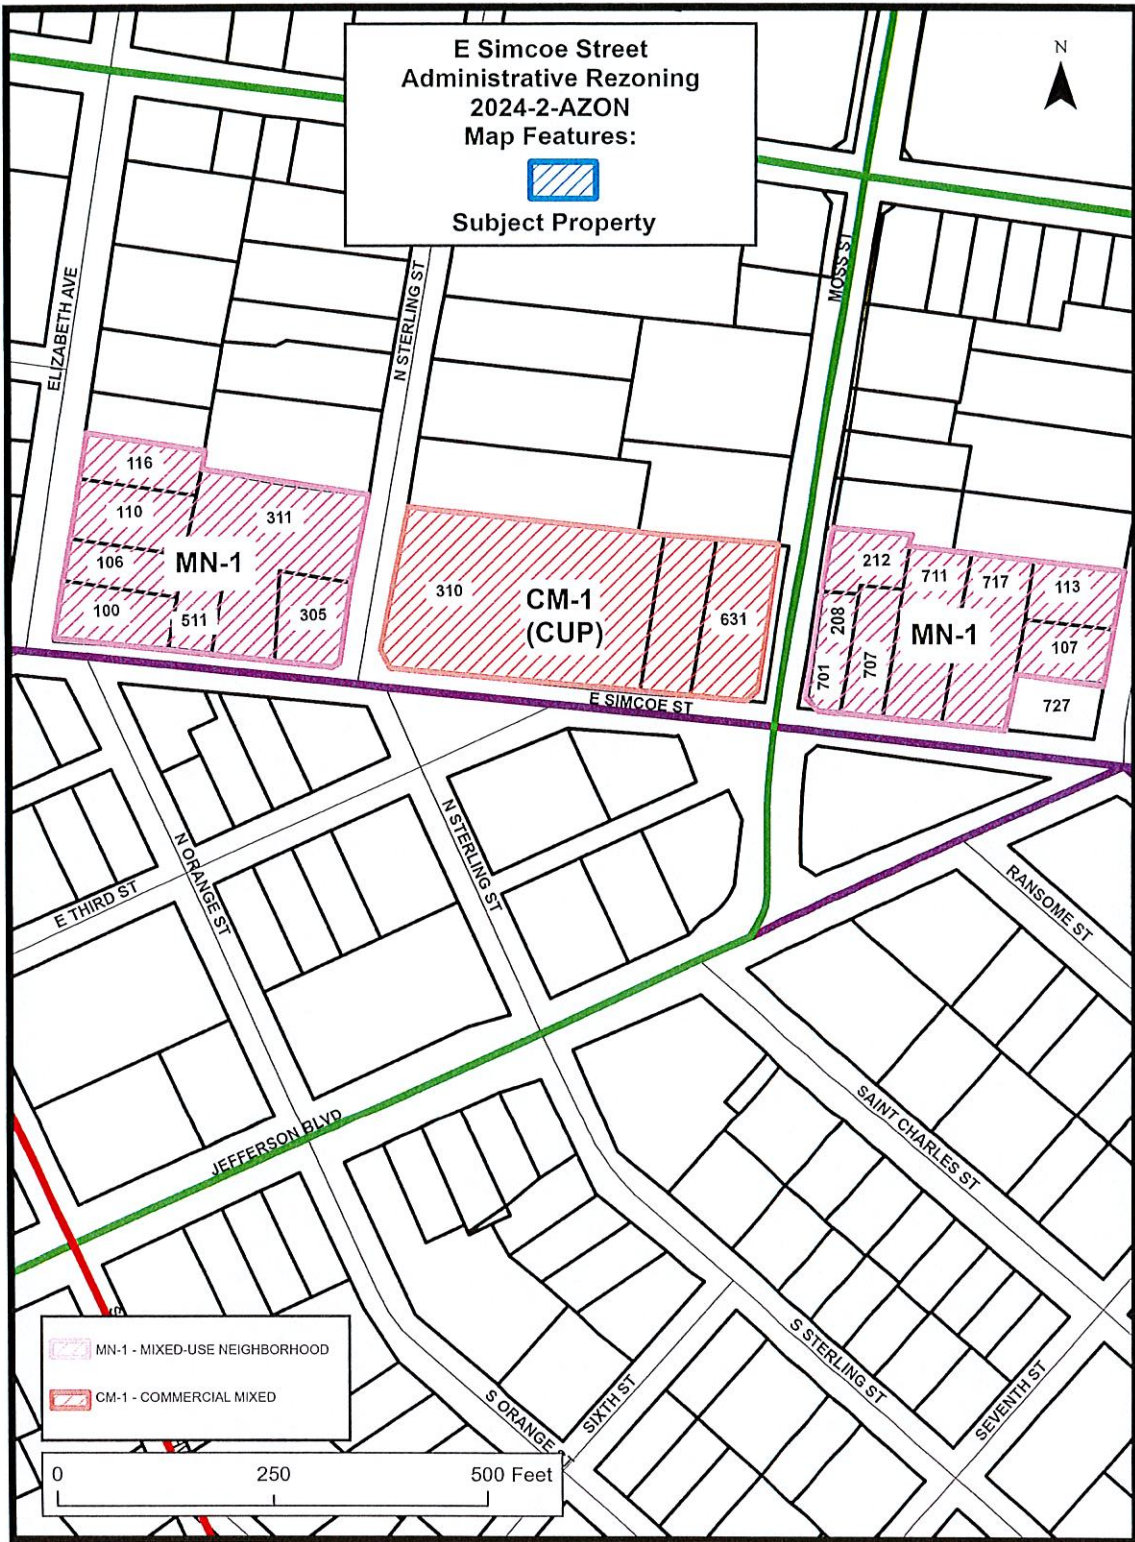 E Simcoe Street
Administrative Rezoning
2024-2-AZON
Map Features:
Subject Property
N
ELIZABETH AVE
N STERLING ST
MOSS ST
116
110
311
106
MN-1
100
511
305
310
CM-1
(CUP)
631
212
711
717
113
208
MN-1
107
701
707
727
E SIMCOE ST
N ORANGE ST
N STERLING ST
E THIRD ST
RANSOME ST
JEFFERSON BLVD
SAINT CHARLES ST
S STERLING ST
SIXTH ST
S ORANGE ST
SEVENTH ST
MN-1 - MIXED-USE NEIGHBORHOOD
CM-1 - COMMERCIAL MIXED
0 250 500 Feet